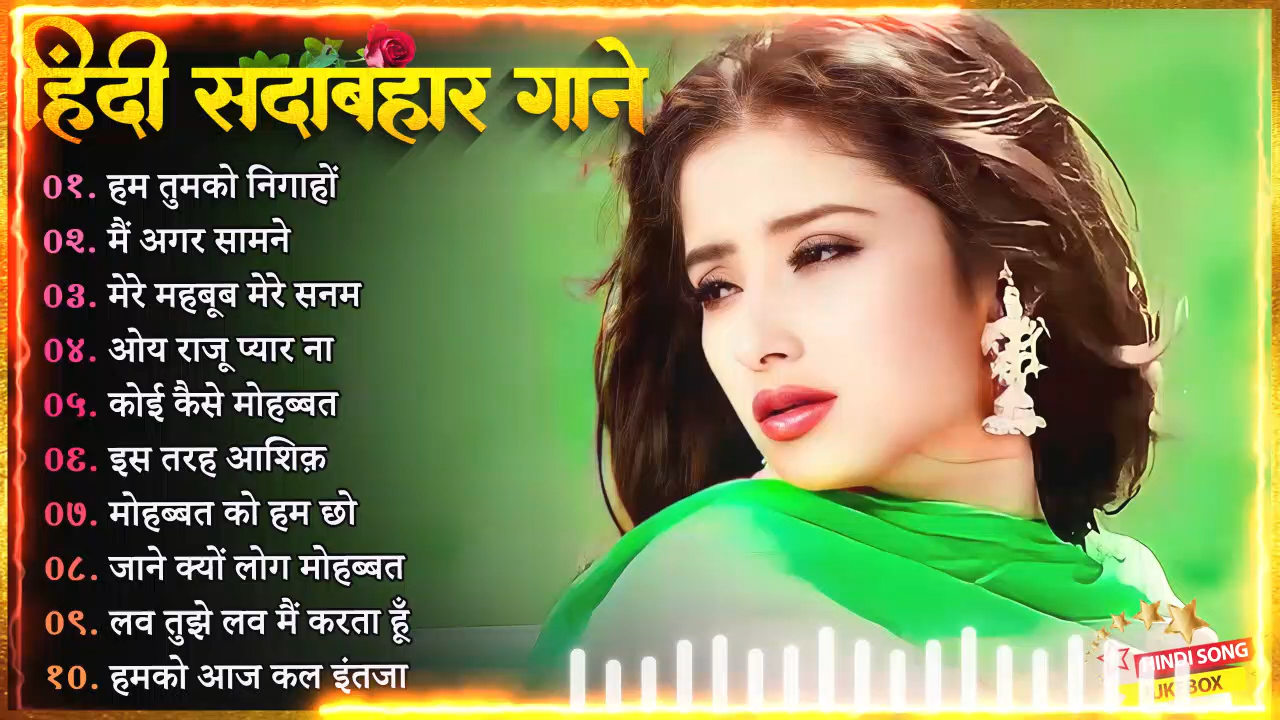 हिंदी सदाबहार गाने
०१. हम तुमको निगाहों
०२. मैं अगर सामने
०३. मेरे महबूब मेरे सनम
०४. ओय राजू प्यार ना
०५. कोई कैसे मोहब्बत
०६. इस तरह आशिक़
०७. मोहब्बत को हम छो
०८. जाने क्यों लोग मोहब्बत
०९. लव तुझे लव मैं करता हूँ
१०. हमको आज कल इंतजा
HINDI SONG
JUKEBOX